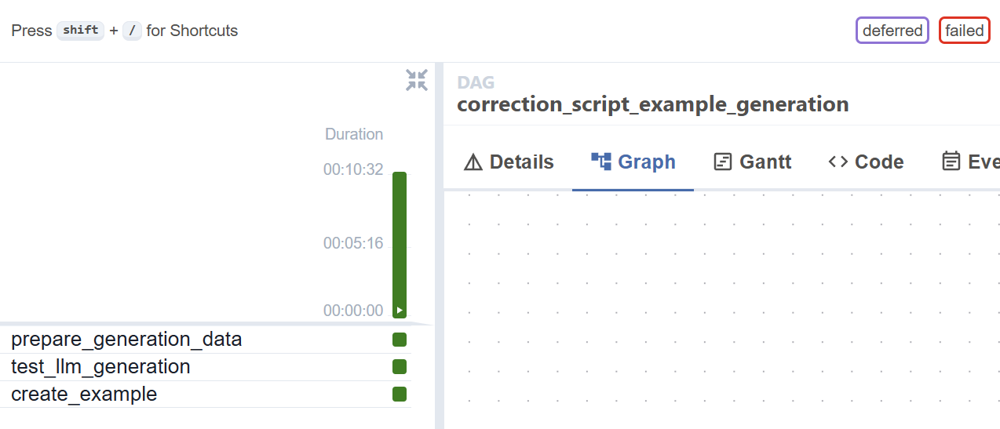 Press shift + / for Shortcuts
deferred failed
Duration
00:10:32
00:05:16
00:00:00
prepare_generation_data
test_llm_generation
create_example
DAG
correction_script_example_generation
Details Graph Gantt <> Code Eve